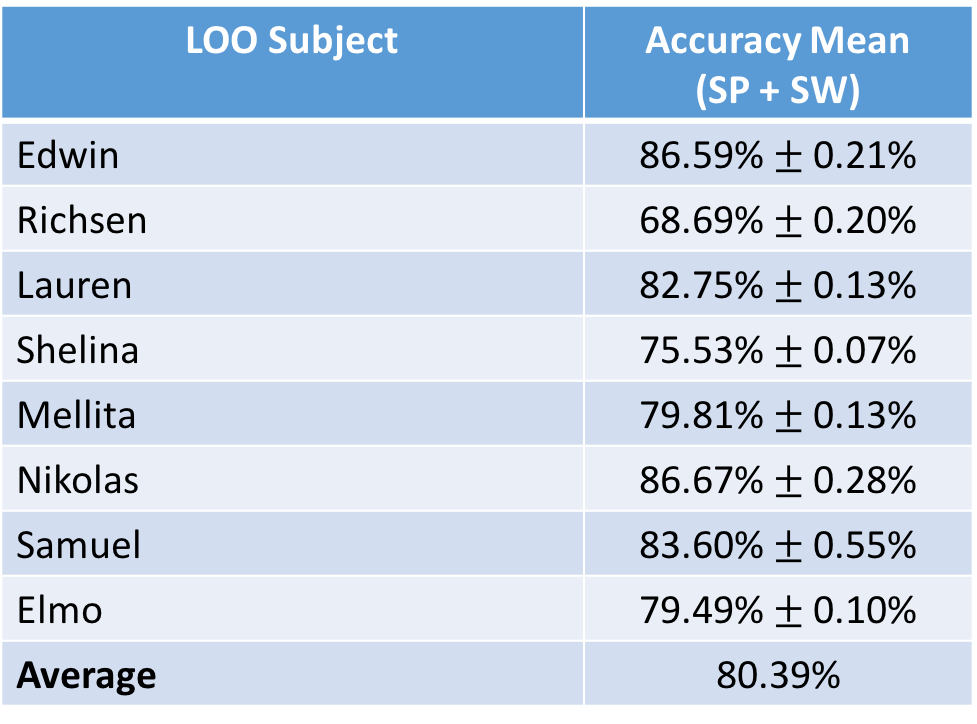 LOO Subject
Accuracy Mean
(SP + SW)
Edwin
86.59% ± 0.21%
Richsen
68.69% ± 0.20%
Lauren
82.75% ± 0.13%
Shelina
75.53% ± 0.07%
Mellita
79.81% ± 0.13%
Nikolas
86.67% ± 0.28%
Samuel
83.60% ± 0.55%
Elmo
79.49% ± 0.10%
Average
80.39%